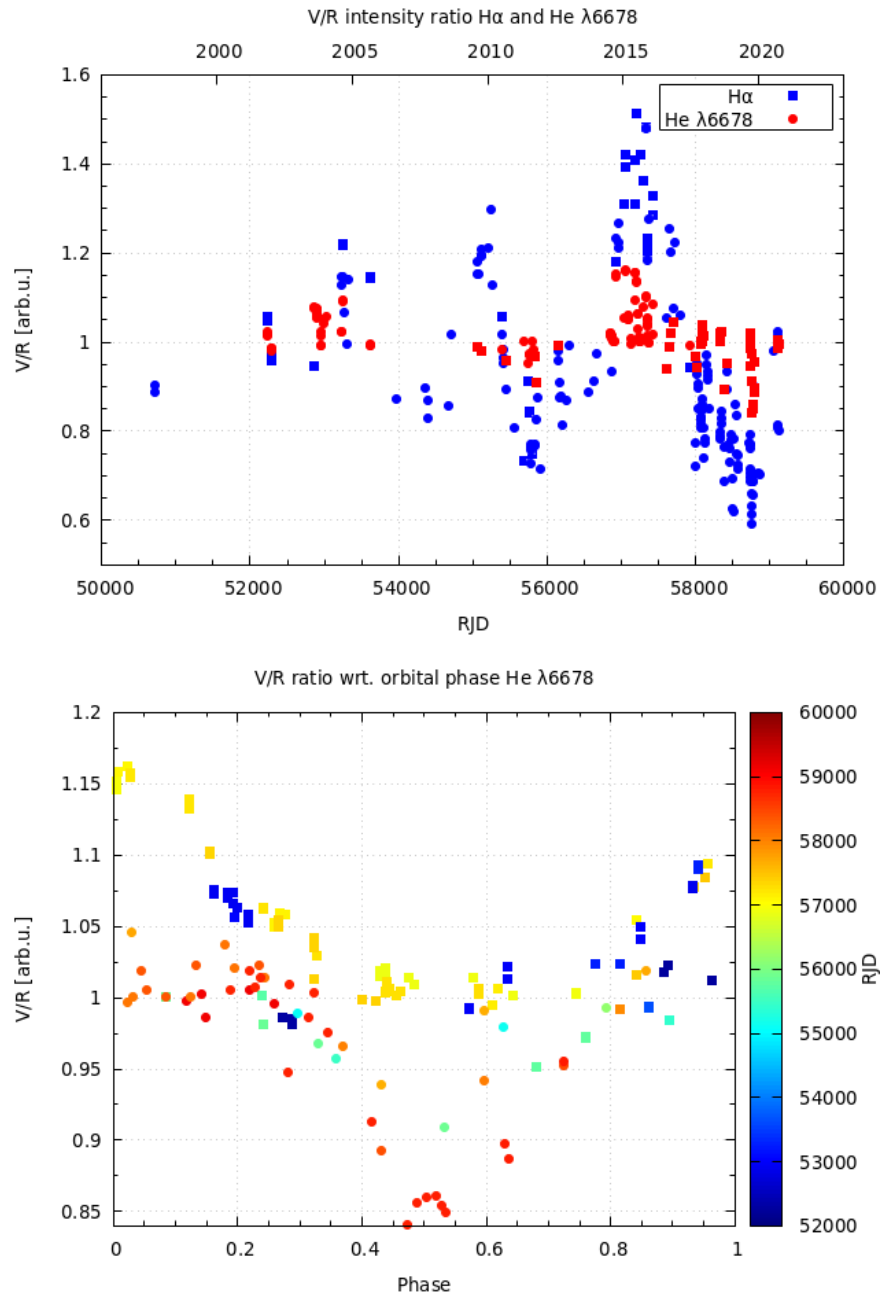 V/R intensity ratio Hα and He λ6678
2000 2005 2010 2015 2020
1.6
1.4
1.2
1
0.8
0.6
V/R [arb.u.]
Hα
He λ6678
50000 52000 54000 56000 58000 60000
RJD
V/R ratio wrt. orbital phase He λ6678
1.2
1.15
1.1
1.05
1
0.95
0.9
0.85
V/R [arb.u.]
0 0.2 0.4 0.6 0.8 1
Phase
60000
59000
58000
57000
56000
55000
54000
53000
52000
RJD